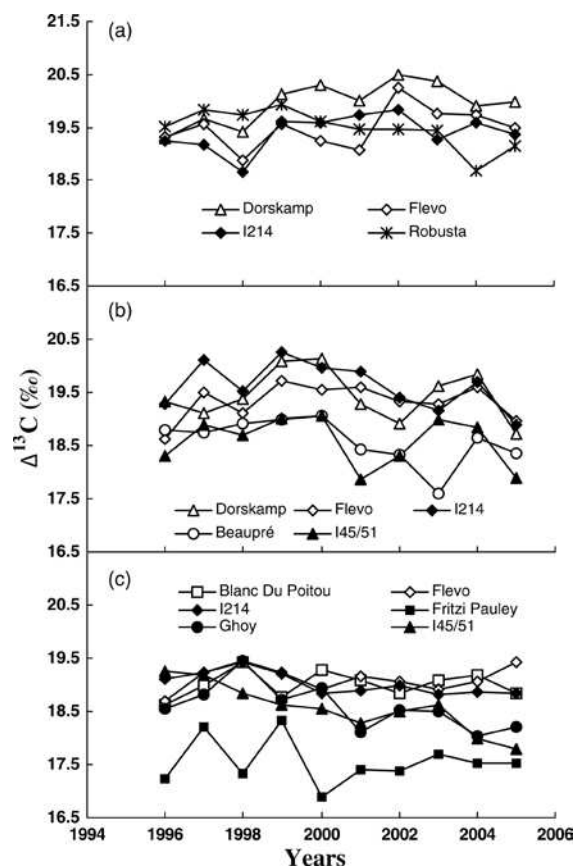 (a)
21.5
20.5
19.5
18.5
17.5
16.5
Dorskamp
Flevo
I214
Robusta
(b)
20.5
19.5
18.5
17.5
16.5
Dorskamp
Flevo
I214
Beaupré
I45/51
Δ¹³C (‰)
(c)
20.5
19.5
18.5
17.5
16.5
Blanc Du Poitou
Flevo
I214
Fritzi Pauley
Ghoy
I45/51
1994 1996 1998 2000 2002 2004 2006
Years